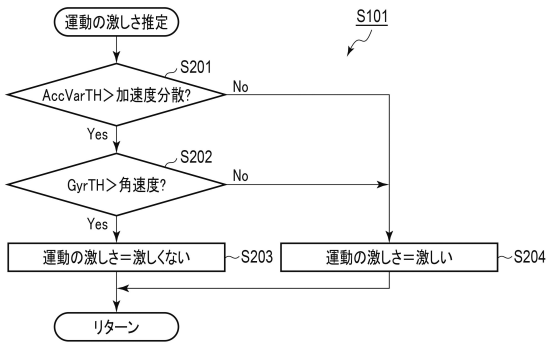 運動の激しさ推定
S101
S201
AccVarTH＞加速度分散?
No
Yes
S202
GyrTH＞角速度?
No
Yes
運動の激しさ＝激しくない
S203
運動の激しさ＝激しい
S204
リターン